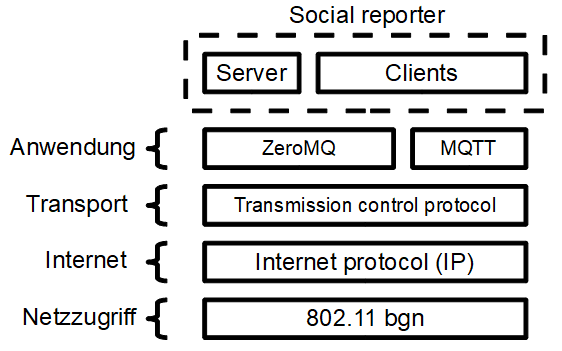 Social reporter
Server Clients
Anwendung ZeroMQ MQTT
Transport Transmission control protocol
Internet Internet protocol (IP)
Netzzugriff 802.11 bgn